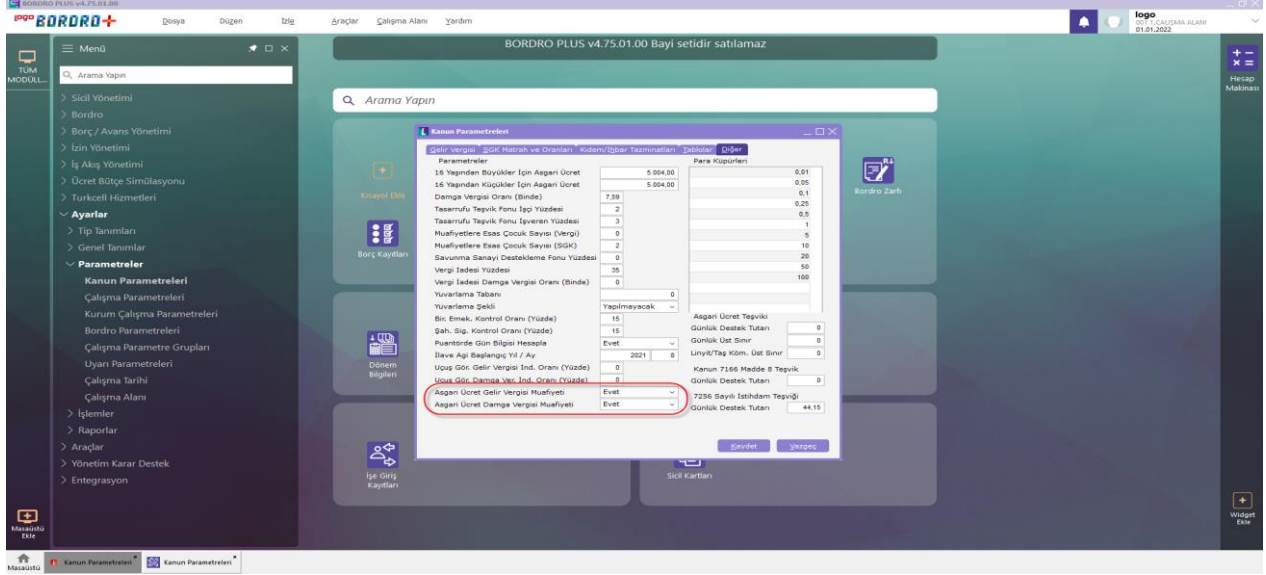 BORDRO PLUS v4.75.01.00
logo BORDRO+
Dosya Düzen İzle Araçlar Çalışma Alanı Yardım
logo
001 1.ÇALIŞMA ALANI
01.01.2022
TÜM
MODÜLL...
Menü
Arama Yapın
Sicil Yönetimi
Bordro
Borç / Avans Yönetimi
İzin Yönetimi
İş Akış Yönetimi
Ücret Bütçe Simülasyonu
Turkcell Hizmetleri
Ayarlar
Tip Tanımları
Genel Tanımlar
Parametreler
Kanun Parametreleri
Çalışma Parametreleri
Kurum Çalışma Parametreleri
Bordro Parametreleri
Çalışma Parametre Grupları
Uyarı Parametreleri
Çalışma Tarihi
Çalışma Alanı
İşlemler
Raporlar
Araçlar
Yönetim Karar Destek
Entegrasyon
Masaüstü
Ekle
BORDRO PLUS v4.75.01.00 Bayi setidir satılamaz
Arama Yapın
Kısayol Ekle
Borç Kayıtları
Dönem
Bilgileri
İşe Giriş
Kayıtları
Sicil Kartları
Bordro Zarfı
Kanun Parametreleri
Gelir Vergisi SGK Matrah ve Oranları Kıdem/İhbar Tazminatları Tablolar Diğer
Parametreler
16 Yaşından Büyükler İçin Asgari Ücret 5.004,00
16 Yaşından Küçükler İçin Asgari Ücret 5.004,00
Damga Vergisi Oranı (Binde) 7,59
Tasarrufu Teşvik Fonu İşçi Yüzdesi 2
Tasarrufu Teşvik Fonu İşveren Yüzdesi 3
Muafiyetlere Esas Çocuk Sayısı (Vergi) 0
Muafiyetlere Esas Çocuk Sayısı (SGK) 2
Savunma Sanayi Destekleme Fonu Yüzdesi 0
Vergi İadesi Yüzdesi 35
Vergi İadesi Damga Vergisi Oranı (Binde) 0
Yuvarlama Tabanı 0
Yuvarlama Şekli Yapılmayacak
Bir. Emek. Kontrol Oranı (Yüzde) 15
Şah. Sig. Kontrol Oranı (Yüzde) 15
Puantörde Gün Bilgisi Hesapla Evet
İlave Agi Başlangıç Yıl / Ay 2021 8
Uçuş Gör. Gelir Vergisi İnd. Oranı (Yüzde) 0
Uçuş Gör. Damga Ver. İnd. Oranı (Yüzde) 0
Asgari Ücret Gelir Vergisi Muafiyeti Evet
Asgari Ücret Damga Vergisi Muafiyeti Evet
Para Küpürleri
0,01
0,05
0,1
0,25
0,5
1
5
10
20
50
100
Asgari Ücret Teşviki
Günlük Destek Tutarı 0
Günlük Üst Sınır 0
Linyit/Taş Köm. Üst Sınır 0
Kanun 7166 Madde 8 Teşvik
Günlük Destek Tutarı 0
7256 Sayılı İstihdam Teşviği
Günlük Destek Tutarı 44,15
Kaydet Vazgeç
Hesap
Makinası
Widget
Ekle
Masaüstü Kanun Parametreleri Kanun Parametreleri